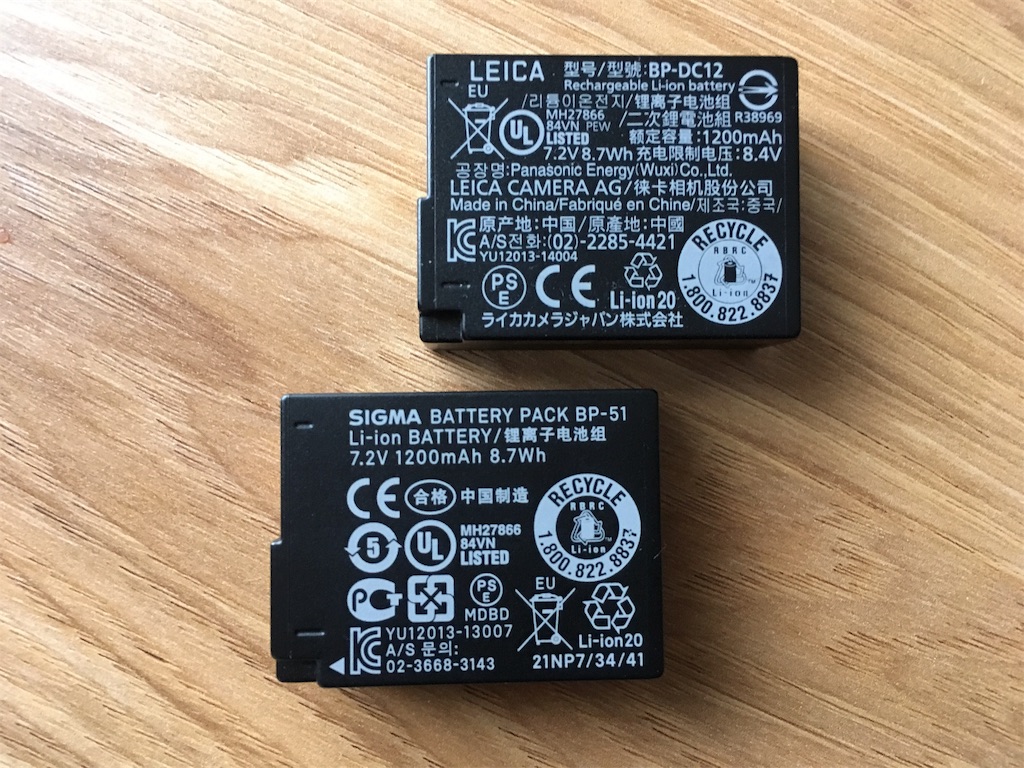 LEICA 型号/型號:BP-DC12
Rechargeable Li-ion battery
EU
/리튬이온전지/锂离子电池组
UL
MH27866
84VN PEW
LISTED
/二次鋰電池組 R38969
额定容量:1200mAh
7.2V 8.7Wh 充电限制电压:8.4V
공장명:Panasonic Energy(Wuxi)Co.,Ltd.
LEICA CAMERA AG/徕卡相机股份公司
Made in China/Fabriqué en Chine/제조국:중국/
原产地:中国/原產地:中國
A/S전화:(02)-2285-4421
YU12013-14004
PSE
CE
Li-ion20
RECYCLE
RBRC
Li-ion
1.800.822.8837
ライカカメラジャパン株式会社
SIGMA BATTERY PACK BP-51
Li-ion BATTERY/锂离子电池组
7.2V 1200mAh 8.7Wh
CE 合格 中国制造
RECYCLE
RBRC
Li-ion
1.800.822.8837
5
UL
MH27866
84VN
LISTED
PSE
MDBD
EU
Li-ion20
YU12013-13007
A/S 문의:
02-3668-3143
21NP7/34/41